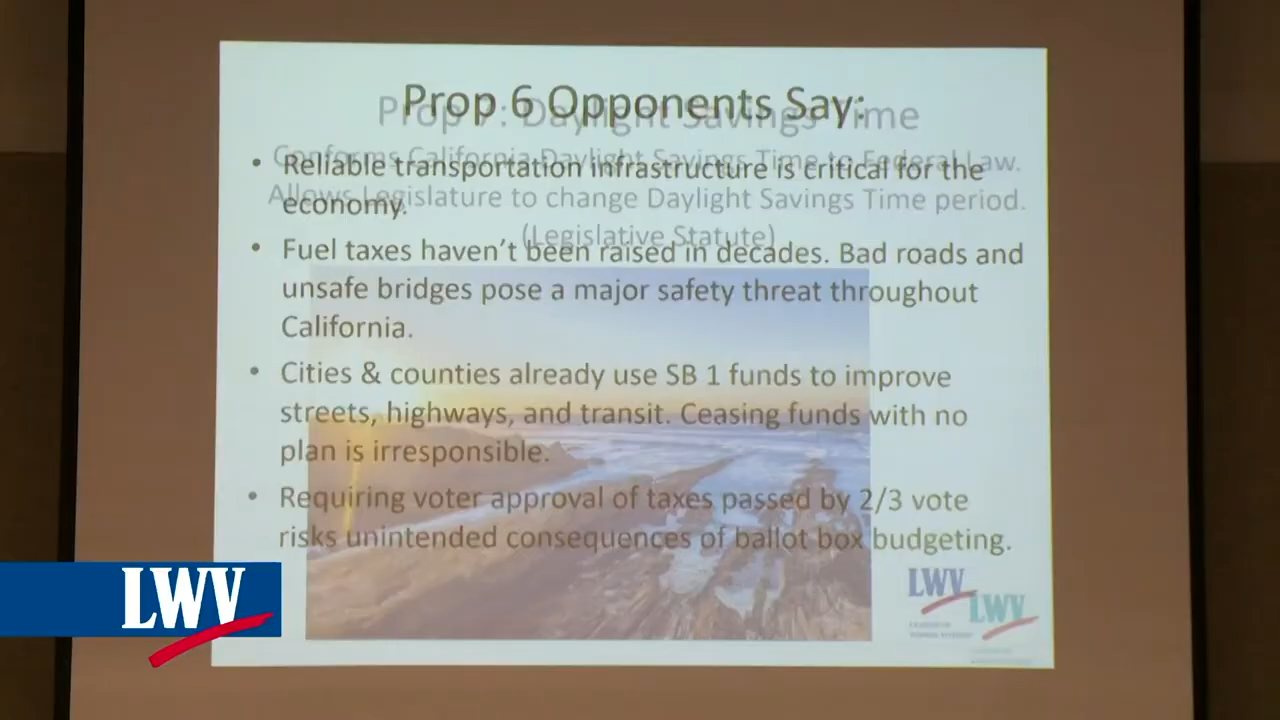 Prop 6 Opponents Say:
Prop 7: Daylight Savings Time
Conforms California Daylight Savings Time to Federal Law.
Allows Legislature to change Daylight Savings Time period.
(Legislative Statute)
• Reliable transportation infrastructure is critical for the
economy.
• Fuel taxes haven't been raised in decades. Bad roads and
unsafe bridges pose a major safety threat throughout
California.
• Cities & counties already use SB 1 funds to improve
streets, highways, and transit. Ceasing funds with no
plan is irresponsible.
• Requiring voter approval of taxes passed by 2/3 vote
risks unintended consequences of ballot box budgeting.
LWV
LWV
LWV